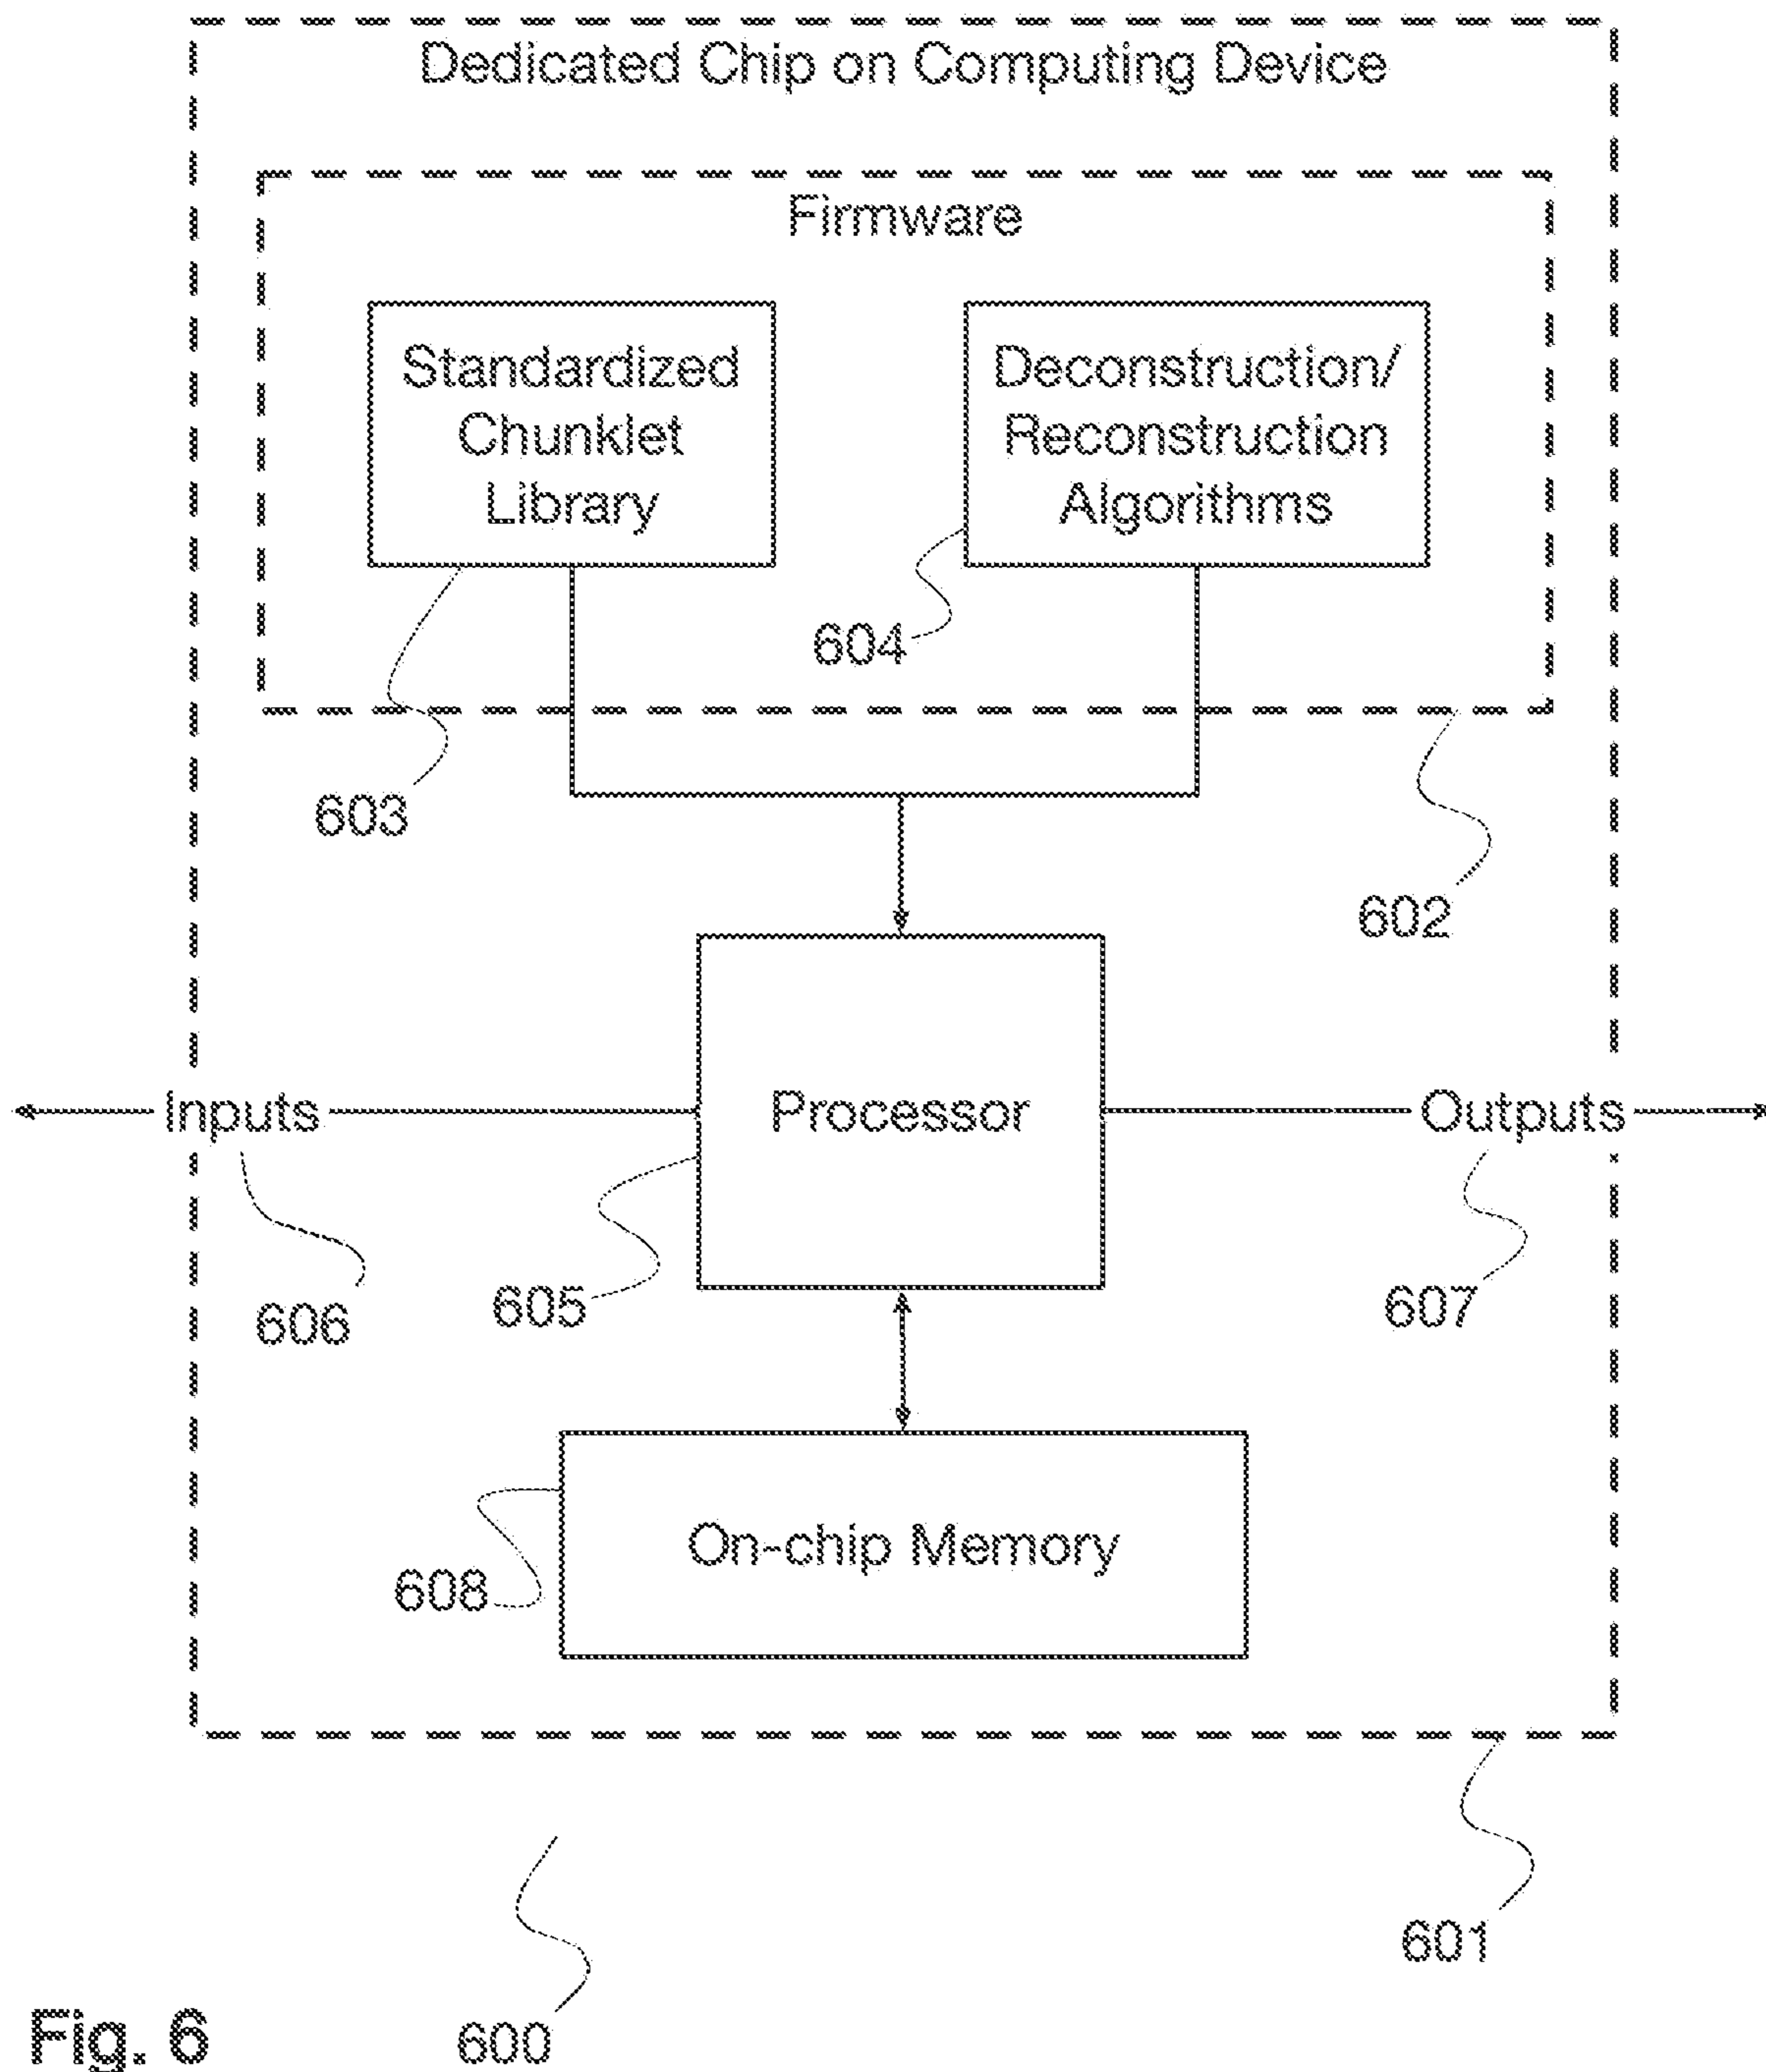 Dedicated Chip on Computing Device
Firmware
Standardized
Chunklet
Library
Deconstruction/
Reconstruction
Algorithms
604
603
602
Inputs
Processor
Outputs
606
605
607
On-chip Memory
608
601
600
Fig. 6